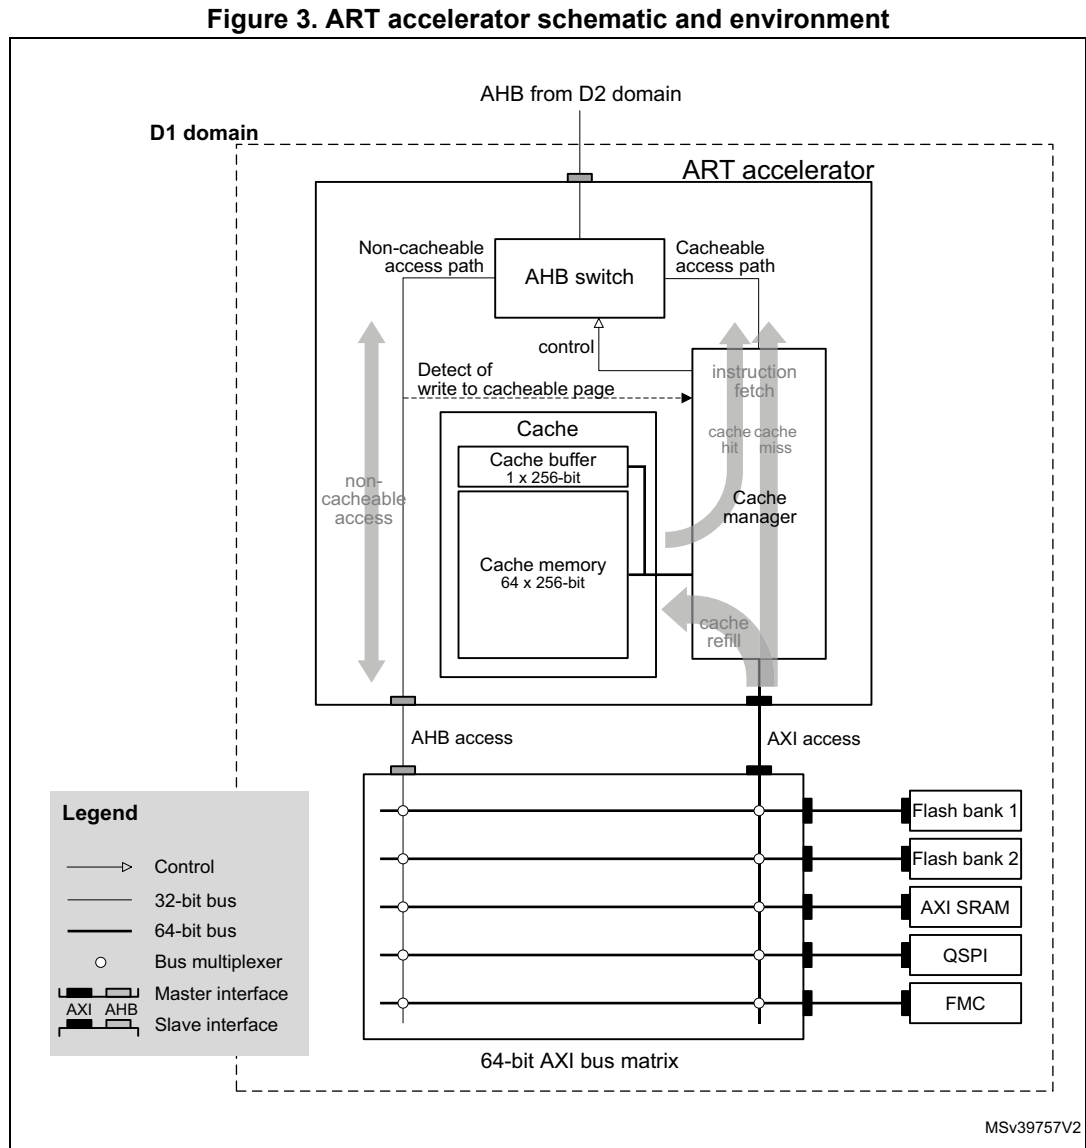 Figure 3. ART accelerator schematic and environment
AHB from D2 domain
D1 domain
ART accelerator
Non-cacheable
access path
AHB switch
Cacheable
access path
control
Detect of
write to cacheable page
instruction
fetch
cache
hit
cache
miss
Cache
Cache buffer
1 x 256-bit
non-
cacheable
access
Cache
manager
Cache memory
64 x 256-bit
cache
refill
AHB access
AXI access
Flash bank 1
Flash bank 2
AXI SRAM
QSPI
FMC
64-bit AXI bus matrix
Legend
Control
32-bit bus
64-bit bus
Bus multiplexer
Master interface
AXI AHB
Slave interface
MSv39757V2